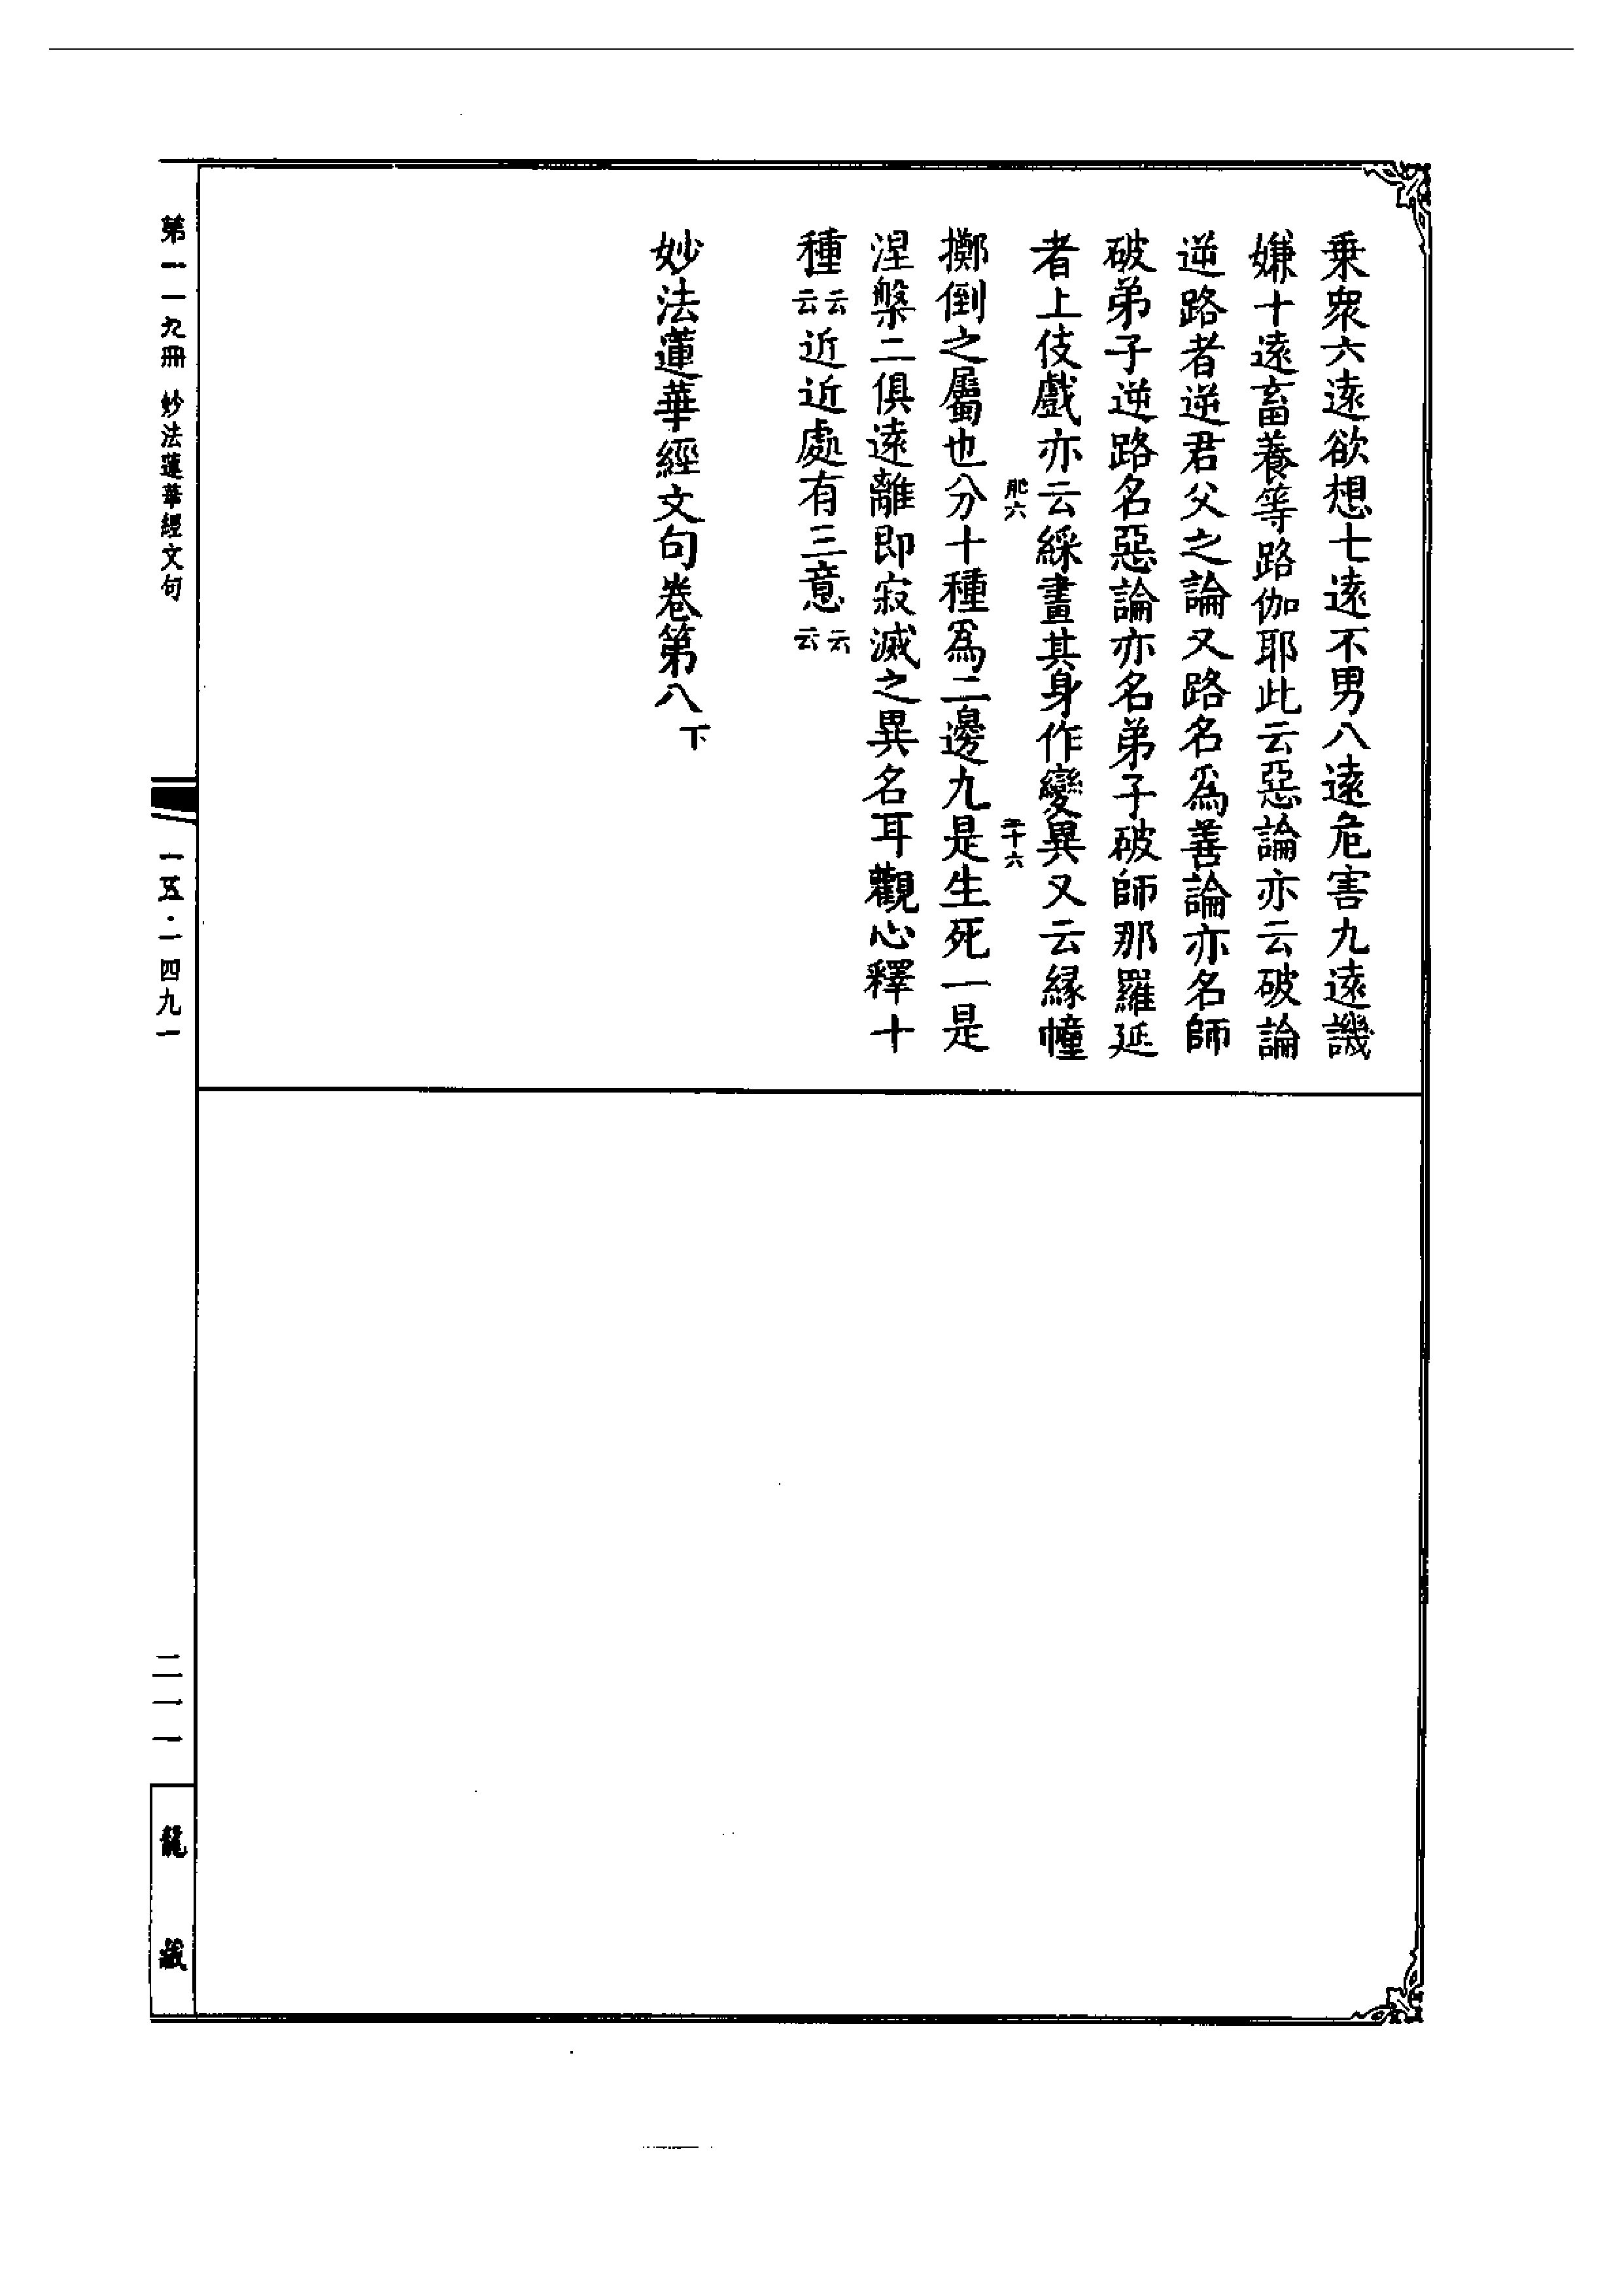 乗衆六遠欲想七遠不男八遠危害九遠譏
嫌十遠畜養等路伽耶此云惡論亦云破論
逆路者逆君父之論又路名爲善論亦名師
破弟子逆路名惡論亦名弟子破師那羅延
者上伎戲亦云綵畫其身作變異又云緣幢
肥六
二十六
擲倒之屬也分十種爲二邊九是生死一是
涅槃二俱遠離即寂滅之異名耳觀心釋十
種云云近近處有三意云云
妙法蓮華經文句卷第八下
第一一九冊 妙法蓮華經文句
一五·一四九一
二一一
龍藏